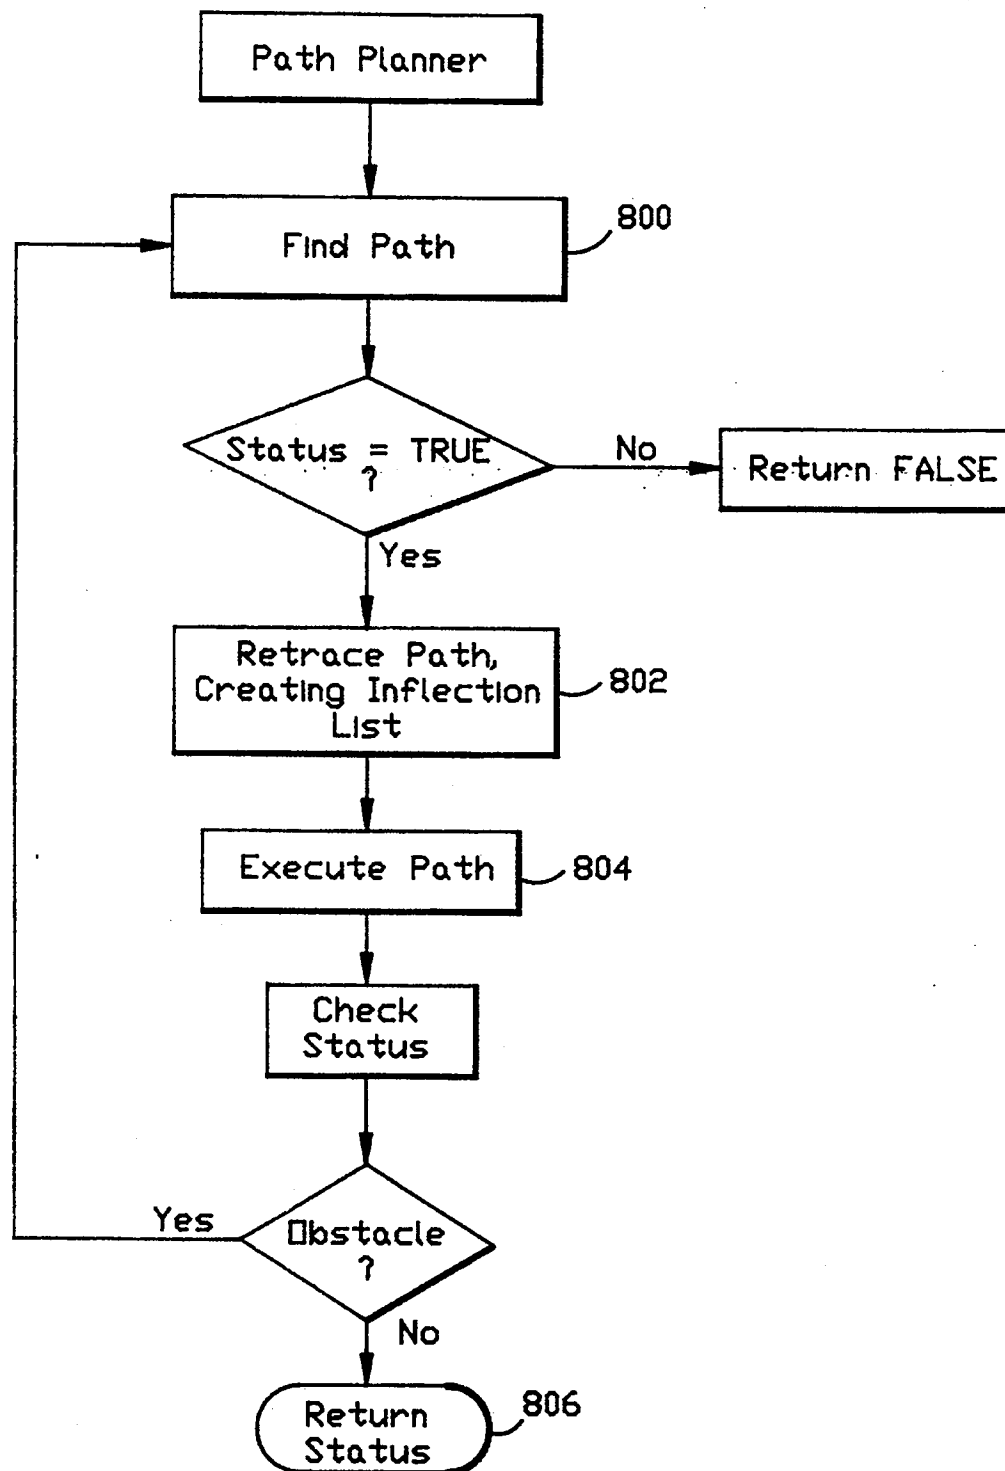 Path Planner
Find Path
800
Status = TRUE
?
No
Return FALSE
Yes
Retrace Path,
Creating Inflection
List
802
Execute Path
804
Check
Status
Yes
Obstacle
?
No
Return
Status
806